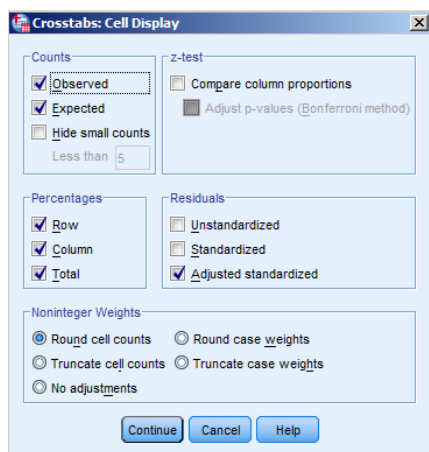 Crosstabs: Cell Display
Counts
Observed
Expected
Hide small counts
Less than 5
z-test
Compare column proportions
Adjust p-values (Bonferroni method)
Percentages
Row
Column
Total
Residuals
Unstandardized
Standardized
Adjusted standardized
Noninteger Weights
Round cell counts Round case weights
Truncate cell counts Truncate case weights
No adjustments
Continue Cancel Help